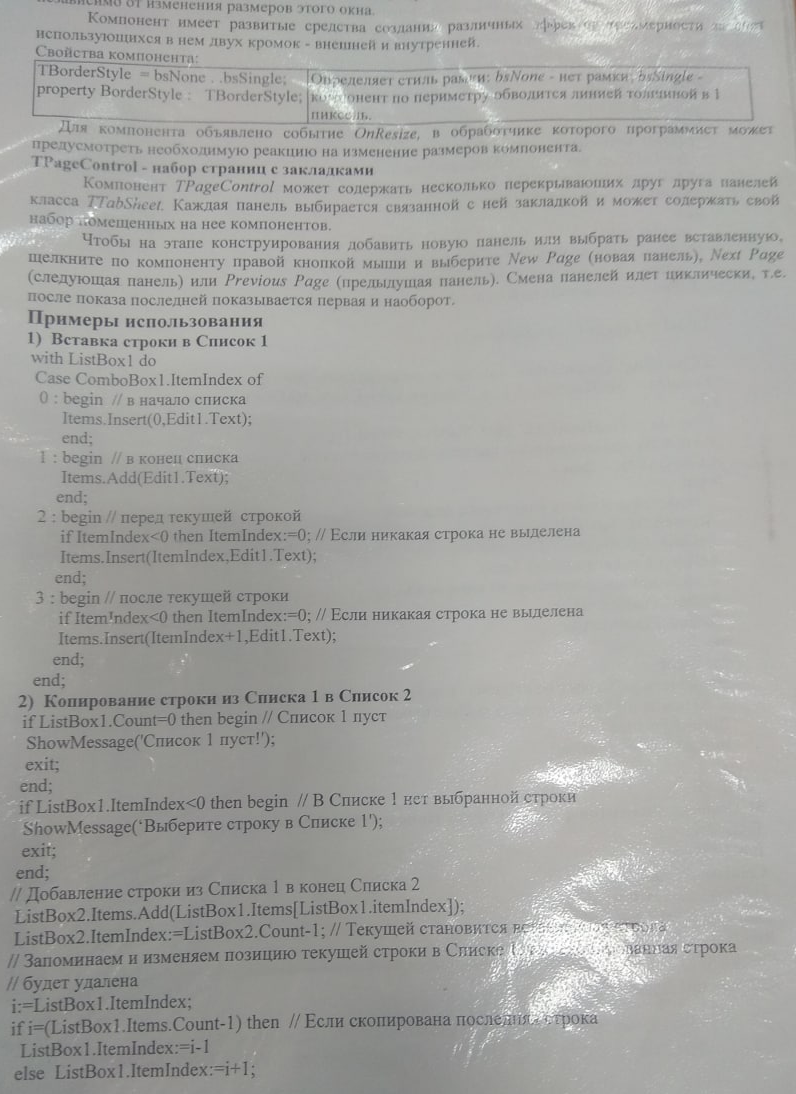 от изменения размеров этого окна.
Компонент имеет развитые средства создания различных
использующихся в нем двух кромок - внешней и внутренней.
Свойства компонента:
TBorderStyle = bsNone . .bsSingle; Определяет стиль рамки: bsNone - нет рамки; bsSingle -
property BorderStyle : TBorderStyle; компонент по периметру обводится линией толщиной в 1
пиксель.
Для компонента объявлено событие OnResize, в обработчике которого программист может
предусмотреть необходимую реакцию на изменение размеров компонента.
TPageControl - набор страниц с закладками
Компонент TPageControl может содержать несколько перекрывающих друг друга панелей
класса TTabSheet. Каждая панель выбирается связанной с ней закладкой и может содержать свой
набор помещенных на нее компонентов.
Чтобы на этапе конструирования добавить новую панель или выбрать ранее вставленную,
щелкните по компоненту правой кнопкой мыши и выберите New Page (новая панель), Next Page
(следующая панель) или Previous Page (предыдущая панель). Смена панелей идет циклически, т.е.
после показа последней показывается первая и наоборот.
Примеры использования
1) Вставка строки в Список 1
with ListBox1 do
Case ComboBox1.ItemIndex of
0 : begin // в начало списка
Items.Insert(0,Edit1.Text);
end;
1 : begin // в конец списка
Items.Add(Edit1.Text);
end;
2 : begin // перед текущей строкой
if ItemIndex<0 then ItemIndex:=0; // Если никакая строка не выделена
Items.Insert(ItemIndex,Edit1.Text);
end;
3 : begin // после текущей строки
if ItemIndex<0 then ItemIndex:=0; // Если никакая строка не выделена
Items.Insert(ItemIndex+1,Edit1.Text);
end;
end;
2) Копирование строки из Списка 1 в Список 2
if ListBox1.Count=0 then begin // Список 1 пуст
ShowMessage('Список 1 пуст!');
exit;
end;
if ListBox1.ItemIndex<0 then begin // В Списке 1 нет выбранной строки
ShowMessage(‘Выберите строку в Списке 1');
exit;
end;
// Добавление строки из Списка 1 в конец Списка 2
ListBox2.Items.Add(ListBox1.Items[ListBox1.itemIndex]);
ListBox2.ItemIndex:=ListBox2.Count-1; // Текущей становится строка
// Запоминаем и изменяем позицию текущей строки в Списке строка
// будет удалена
i:=ListBox1.ItemIndex;
if i=(ListBox1.Items.Count-1) then // Если скопирована последняя строка
ListBox1.ItemIndex:=i-1
else ListBox1.ItemIndex:=i+1;